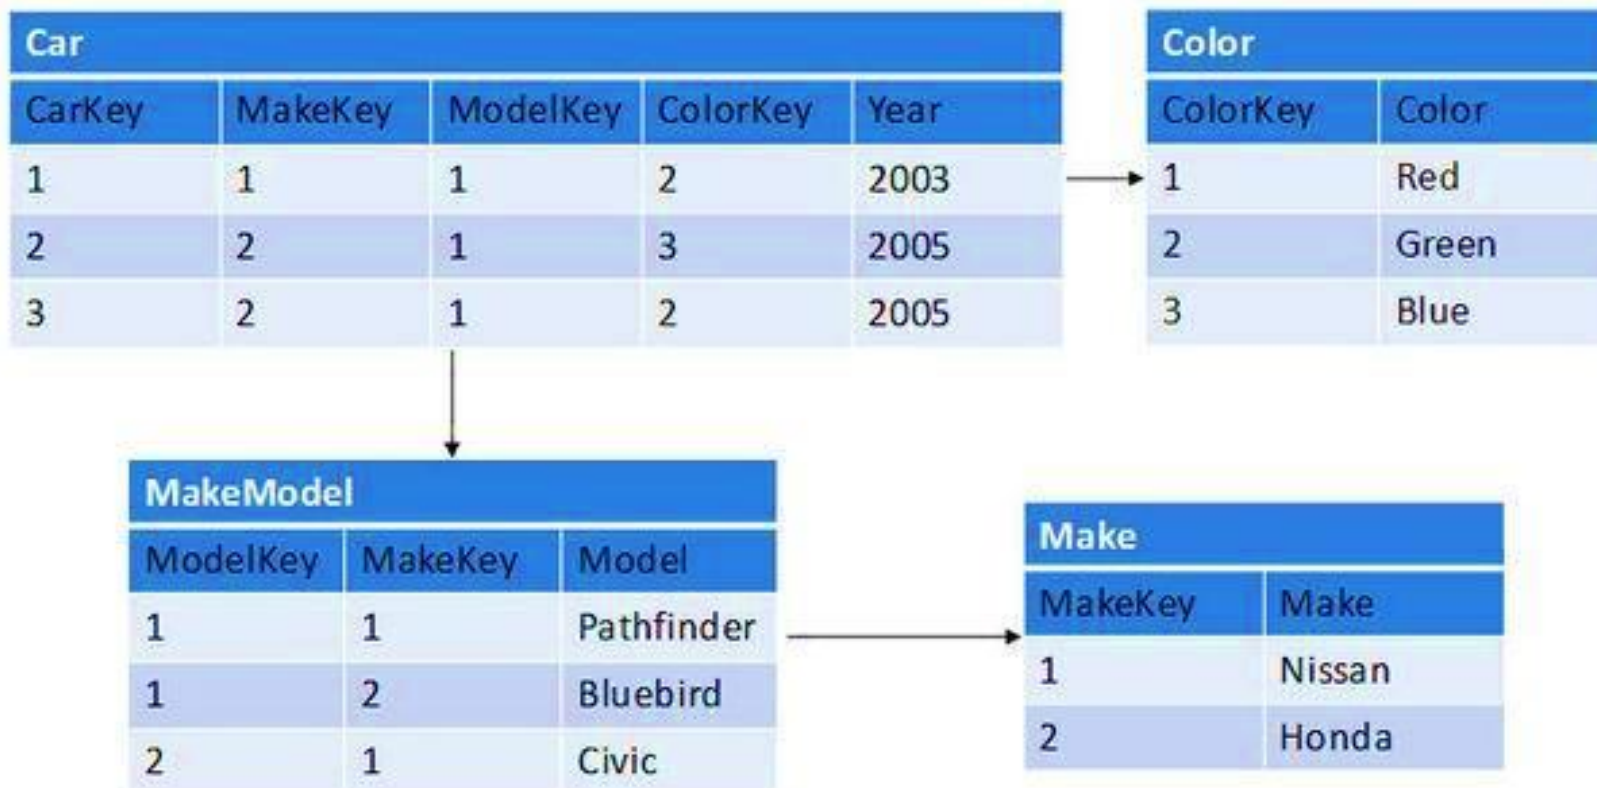 Car
CarKey MakeKey ModelKey ColorKey Year
1 1 1 2 2003
2 2 1 3 2005
3 2 1 2 2005
Color
ColorKey Color
1 Red
2 Green
3 Blue
MakeModel
ModelKey MakeKey Model
1 1 Pathfinder
1 2 Bluebird
2 1 Civic
Make
MakeKey Make
1 Nissan
2 Honda